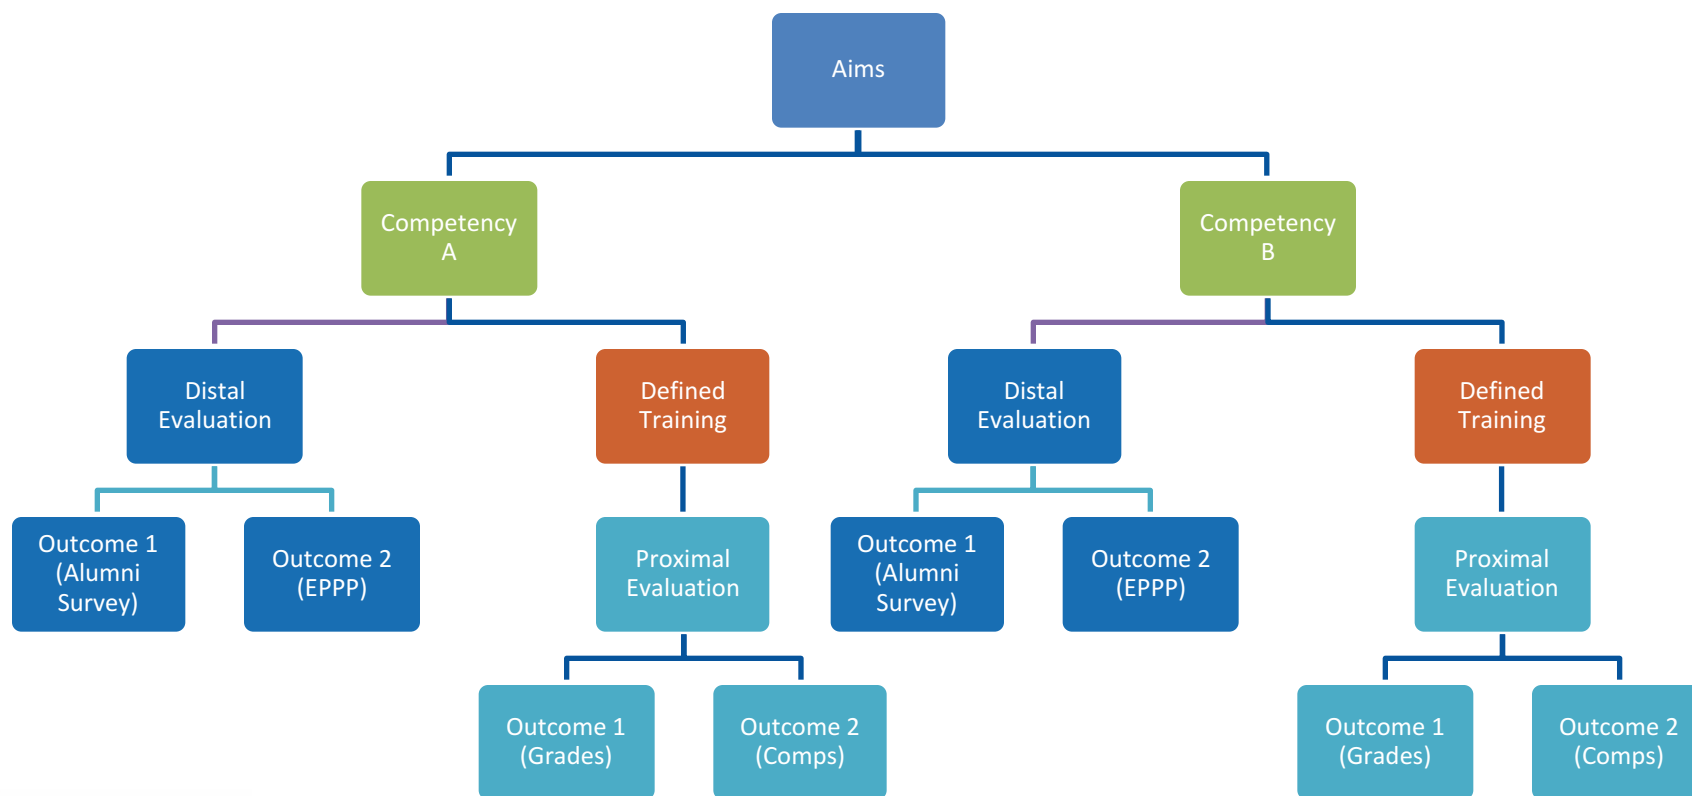 Aims
Competency
A
Competency
B
Distal
Evaluation
Defined
Training
Distal
Evaluation
Defined
Training
Outcome 1
(Alumni
Survey)
Outcome 2
(EPPP)
Proximal
Evaluation
Outcome 1
(Alumni
Survey)
Outcome 2
(EPPP)
Proximal
Evaluation
Outcome 1
(Grades)
Outcome 2
(Comps)
Outcome 1
(Grades)
Outcome 2
(Comps)